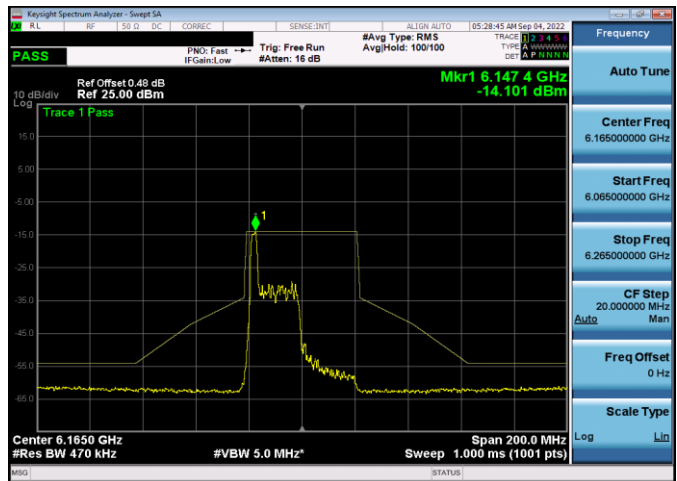 Keysight Spectrum Analyzer - Swept SA
RL RF 50 Ω DC CORREC SENSE:INT ALIGN AUTO 05:28:45 AM Sep 04, 2022
Frequency
PASS
PNO: Fast
IFGain:Low
Trig: Free Run
#Atten: 16 dB
#Avg Type: RMS
Avg|Hold: 100/100
TRACE 1 2 3 4 5 6
TYPE A WWWWW
DET A P N N N N
Auto Tune
Ref Offset 0.48 dB
10 dB/div Ref 25.00 dBm
Mkr1 6.147 4 GHz
-14.101 dBm
Log
Trace 1 Pass
15.0
5.00
-5.00
-15.0
-25.0
-35.0
-45.0
-55.0
-65.0
1
Center Freq
6.165000000 GHz
Start Freq
6.065000000 GHz
Stop Freq
6.265000000 GHz
CF Step
20.000000 MHz
Auto Man
Freq Offset
0 Hz
Scale Type
Log Lin
Center 6.1650 GHz Span 200.0 MHz
#Res BW 470 kHz #VBW 5.0 MHz* Sweep 1.000 ms (1001 pts)
MSG STATUS